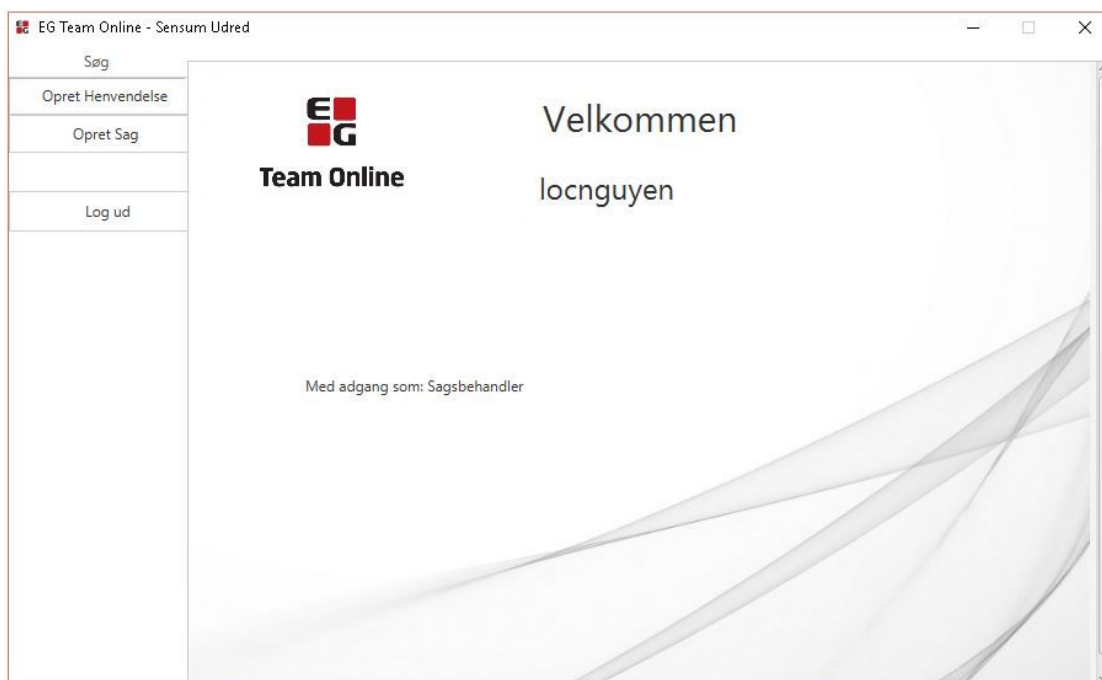 EG Team Online - Sensum Udred
Søg
Opret Henvendelse
Opret Sag
Log ud
EG
Team Online
Velkommen
locnguyen
Med adgang som: Sagsbehandler